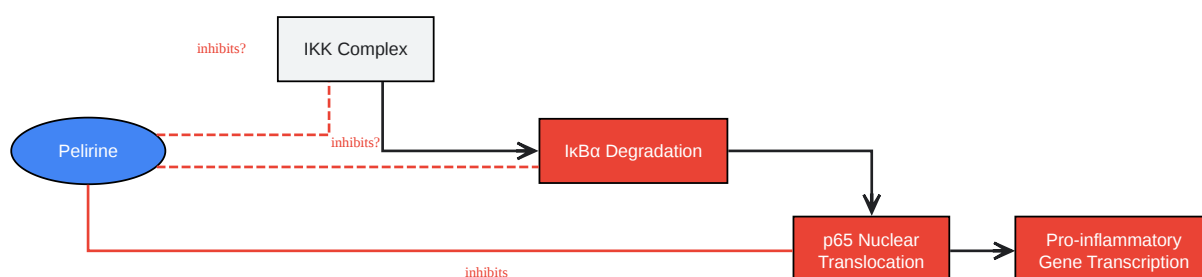 inhibits?
IKK Complex
Pelirine
inhibits?
IκBα Degradation
p65 Nuclear
Translocation
Pro-inflammatory
Gene Transcription
inhibits